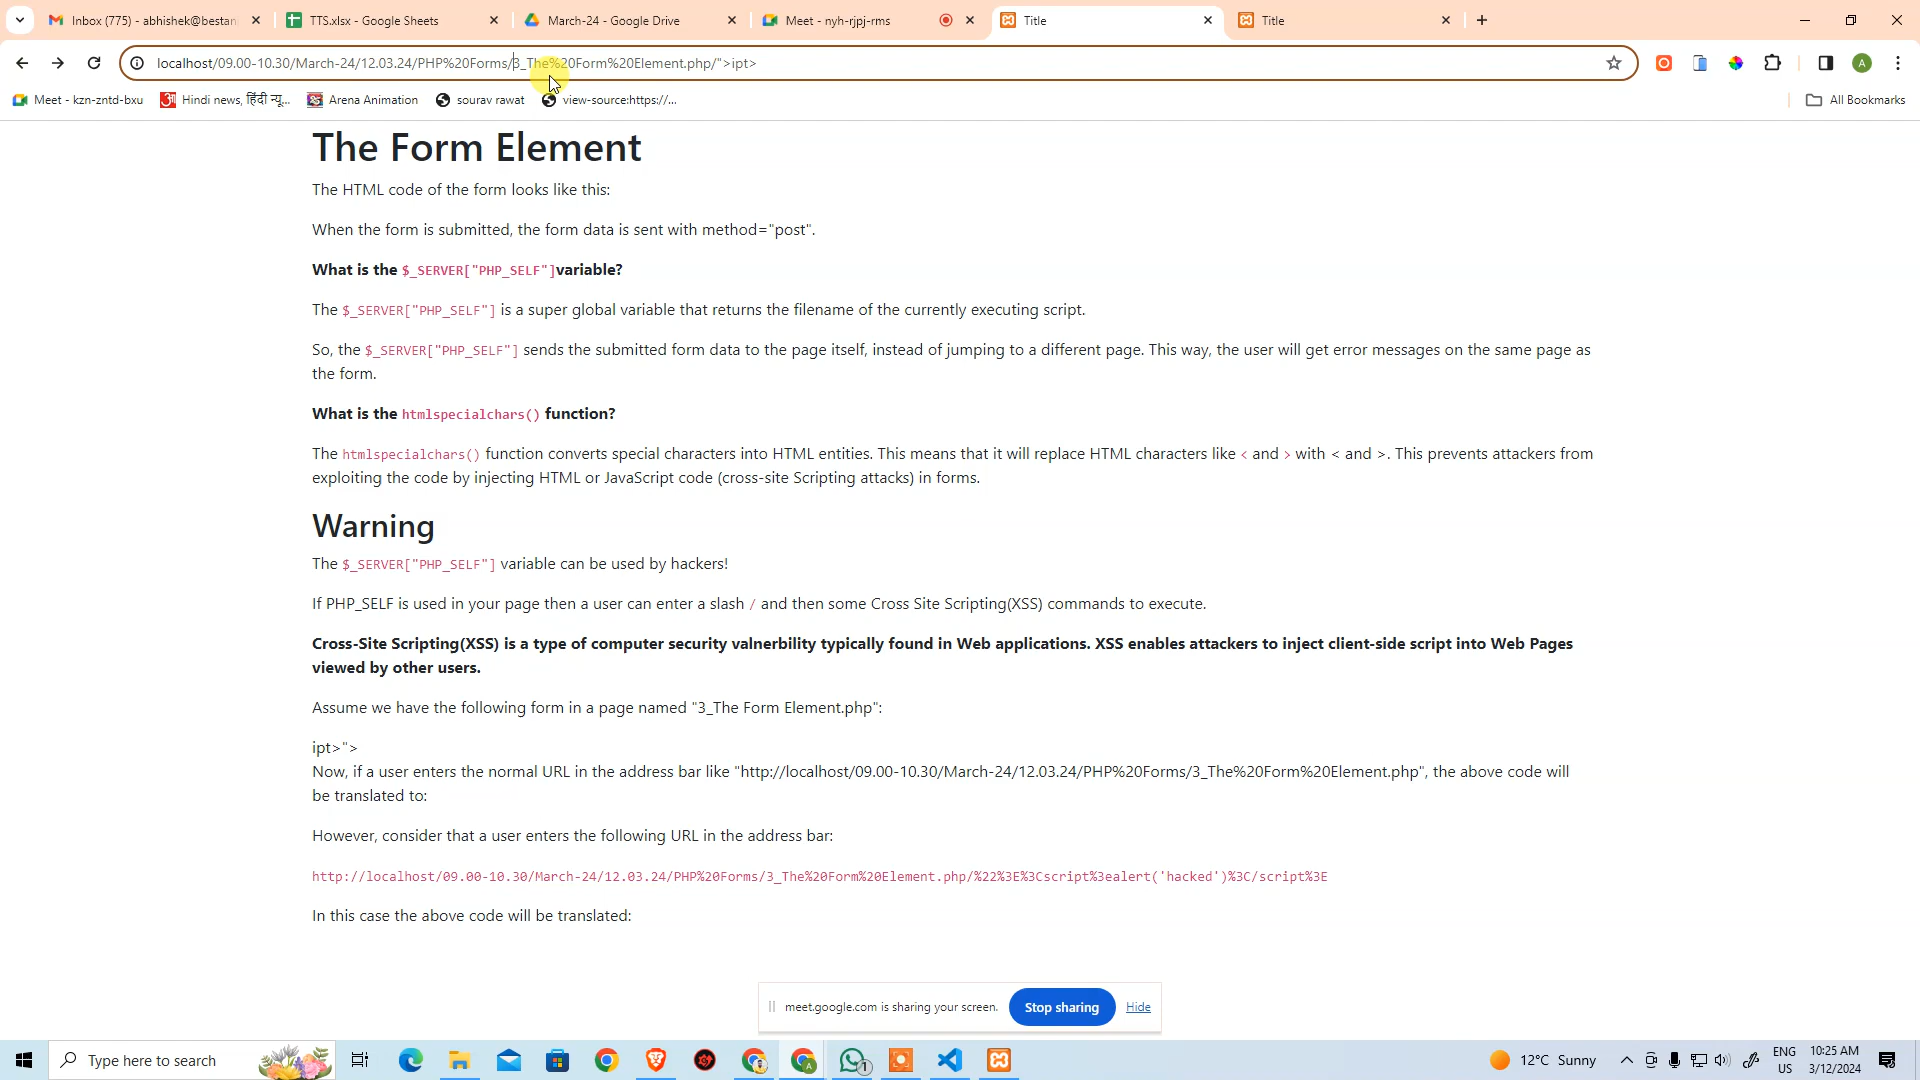 Inbox (775) - abhishek@bestan
TTS.xlsx - Google Sheets
March-24 - Google Drive
Meet - nyh-rjpj-rms
Title
Title
localhost/09.00-10.30/March-24/12.03.24/PHP%20Forms/3_The%20Form%20Element.php/">ipt>
Meet - kzn-zntd-bxu
Hindi news, हिंदी न्यू...
Arena Animation
sourav rawat
view-source:https://...
All Bookmarks
The Form Element
The HTML code of the form looks like this:
When the form is submitted, the form data is sent with method="post".
What is the $_SERVER["PHP_SELF"]variable?
The $_SERVER["PHP_SELF"] is a super global variable that returns the filename of the currently executing script.
So, the $_SERVER["PHP_SELF"] sends the submitted form data to the page itself, instead of jumping to a different page. This way, the user will get error messages on the same page as
the form.
What is the htmlspecialchars() function?
The htmlspecialchars() function converts special characters into HTML entities. This means that it will replace HTML characters like < and > with < and >. This prevents attackers from
exploiting the code by injecting HTML or JavaScript code (cross-site Scripting attacks) in forms.
Warning
The $_SERVER["PHP_SELF"] variable can be used by hackers!
If PHP_SELF is used in your page then a user can enter a slash / and then some Cross Site Scripting(XSS) commands to execute.
Cross-Site Scripting(XSS) is a type of computer security valnerbility typically found in Web applications. XSS enables attackers to inject client-side script into Web Pages
viewed by other users.
Assume we have the following form in a page named "3_The Form Element.php":
ipt>">
Now, if a user enters the normal URL in the address bar like "http://localhost/09.00-10.30/March-24/12.03.24/PHP%20Forms/3_The%20Form%20Element.php", the above code will
be translated to:
However, consider that a user enters the following URL in the address bar:
http://localhost/09.00-10.30/March-24/12.03.24/PHP%20Forms/3_The%20Form%20Element.php/%22%3E%3Cscript%3ealert('hacked')%3C/script%3E
In this case the above code will be translated:
meet.google.com is sharing your screen.
Stop sharing
Hide
Type here to search
12°C Sunny
ENG
US
10:25 AM
3/12/2024